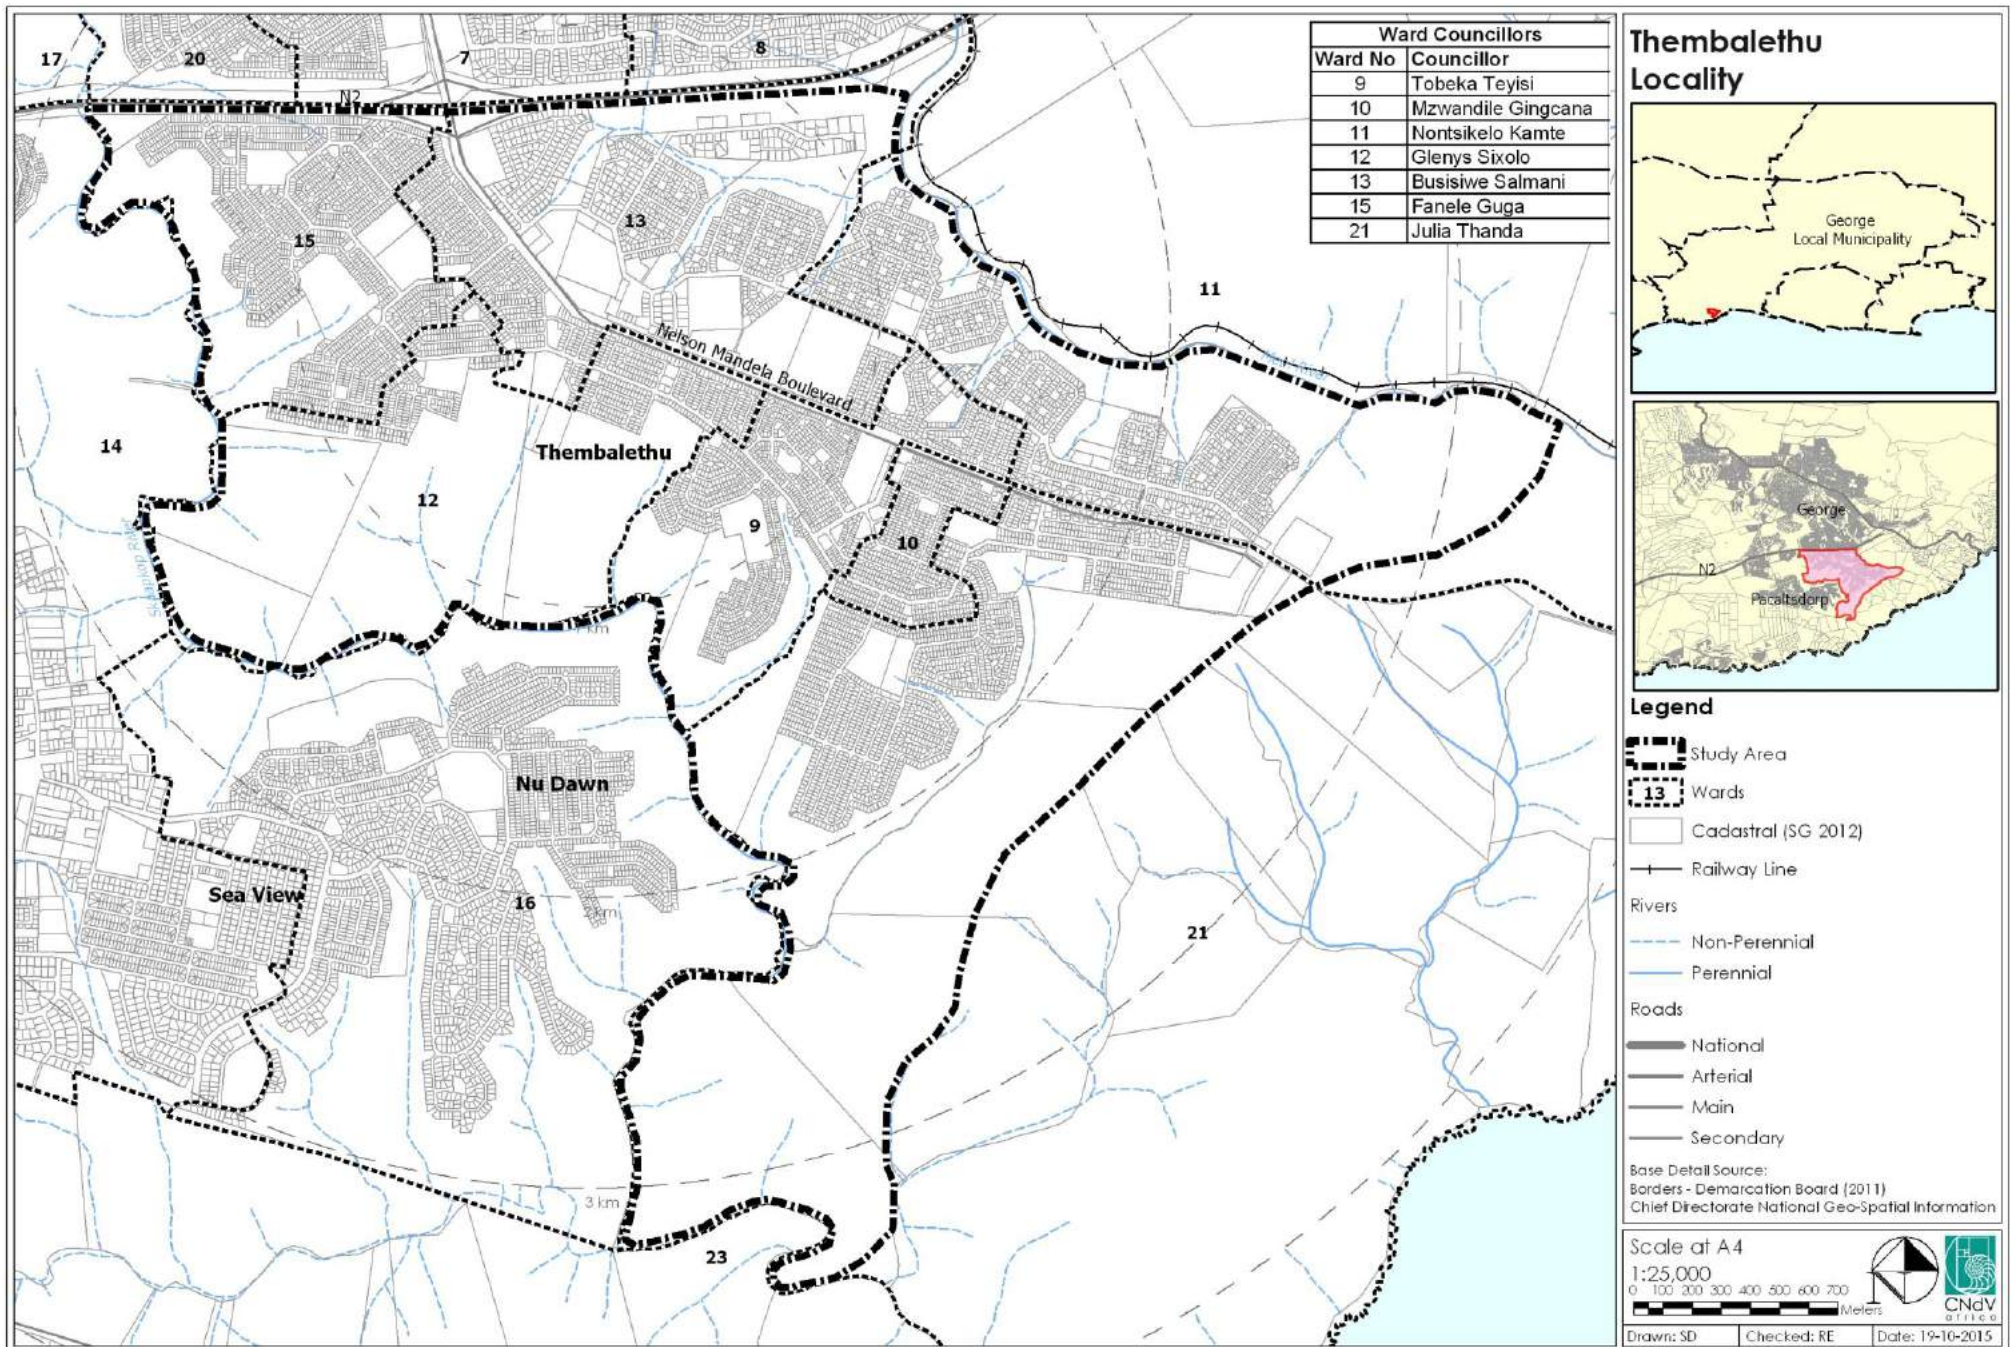 17
20
7
8
N2
13
15
11
Nelson Mandela Boulevard
14
Thembalethu
12
9
10
1 km
Nu Dawn
Sea View
16
2 km
21
3 km
23
Ward Councillors
Ward No Councillor
9 Tobeka Teyisi
10 Mzwandile Gingcana
11 Nontsikelo Kamte
12 Glenys Sixolo
13 Busisiwe Salmani
15 Fanele Guga
21 Julia Thanda
Thembalethu
Locality
George
Local Municipality
George
N2
Pacaltsdorp
Legend
Study Area
13 Wards
Cadastral (SG 2012)
Railway Line
Rivers
Non-Perennial
Perennial
Roads
National
Arterial
Main
Secondary
Base Detail Source:
Borders - Demarcation Board (2011)
Chief Directorate National Geo-Spatial Information
Scale at A4
1:25,000
0 100 200 300 400 500 600 700
Meters
CNdV
africa
Drawn: SD Checked: RE Date: 19-10-2015